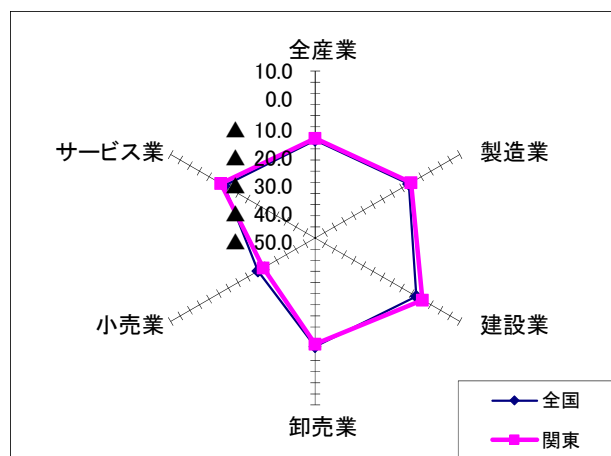 全産業
10.0
0.0
▲ 10.0
▲ 20.0
▲ 30.0
▲ 40.0
▲ 50.0
サービス業
製造業
小売業
建設業
卸売業
全国
関東